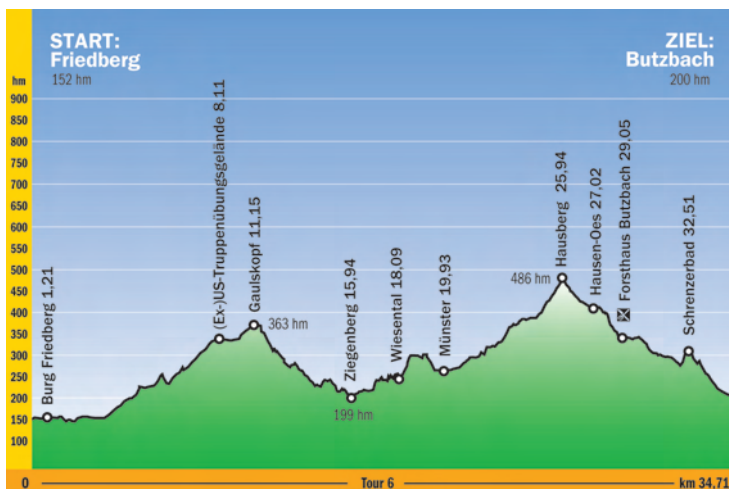 START:
Friedberg
152 hm
ZIEL:
Butzbach
200 hm
hm
900
850
800
750
700
650
600
550
500
450
400
350
300
250
200
150
100
Burg Friedberg 1,21
(Ex-)US-Truppenübungsgelände 8,11
Gaulskopf 11,15
363 hm
Ziegenberg 15,94
199 hm
Wiesental 18,09
Münster 19,93
486 hm
Hausberg 25,94
Hausen-Oes 27,02
Forsthaus Butzbach 29,05
Schrenzerbad 32,51
0
Tour 6
km 34,71